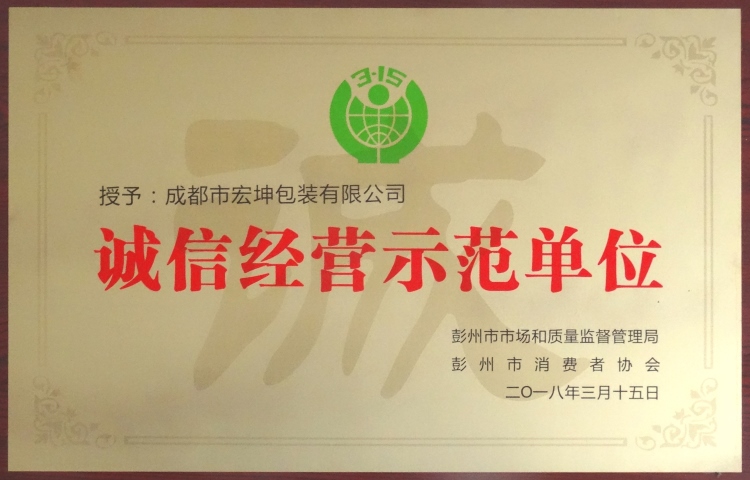 3·15
诚
授予：成都市宏坤包装有限公司
诚信经营示范单位
彭州市市场和质量监督管理局
彭州市消费者协会
二〇一八年三月十五日